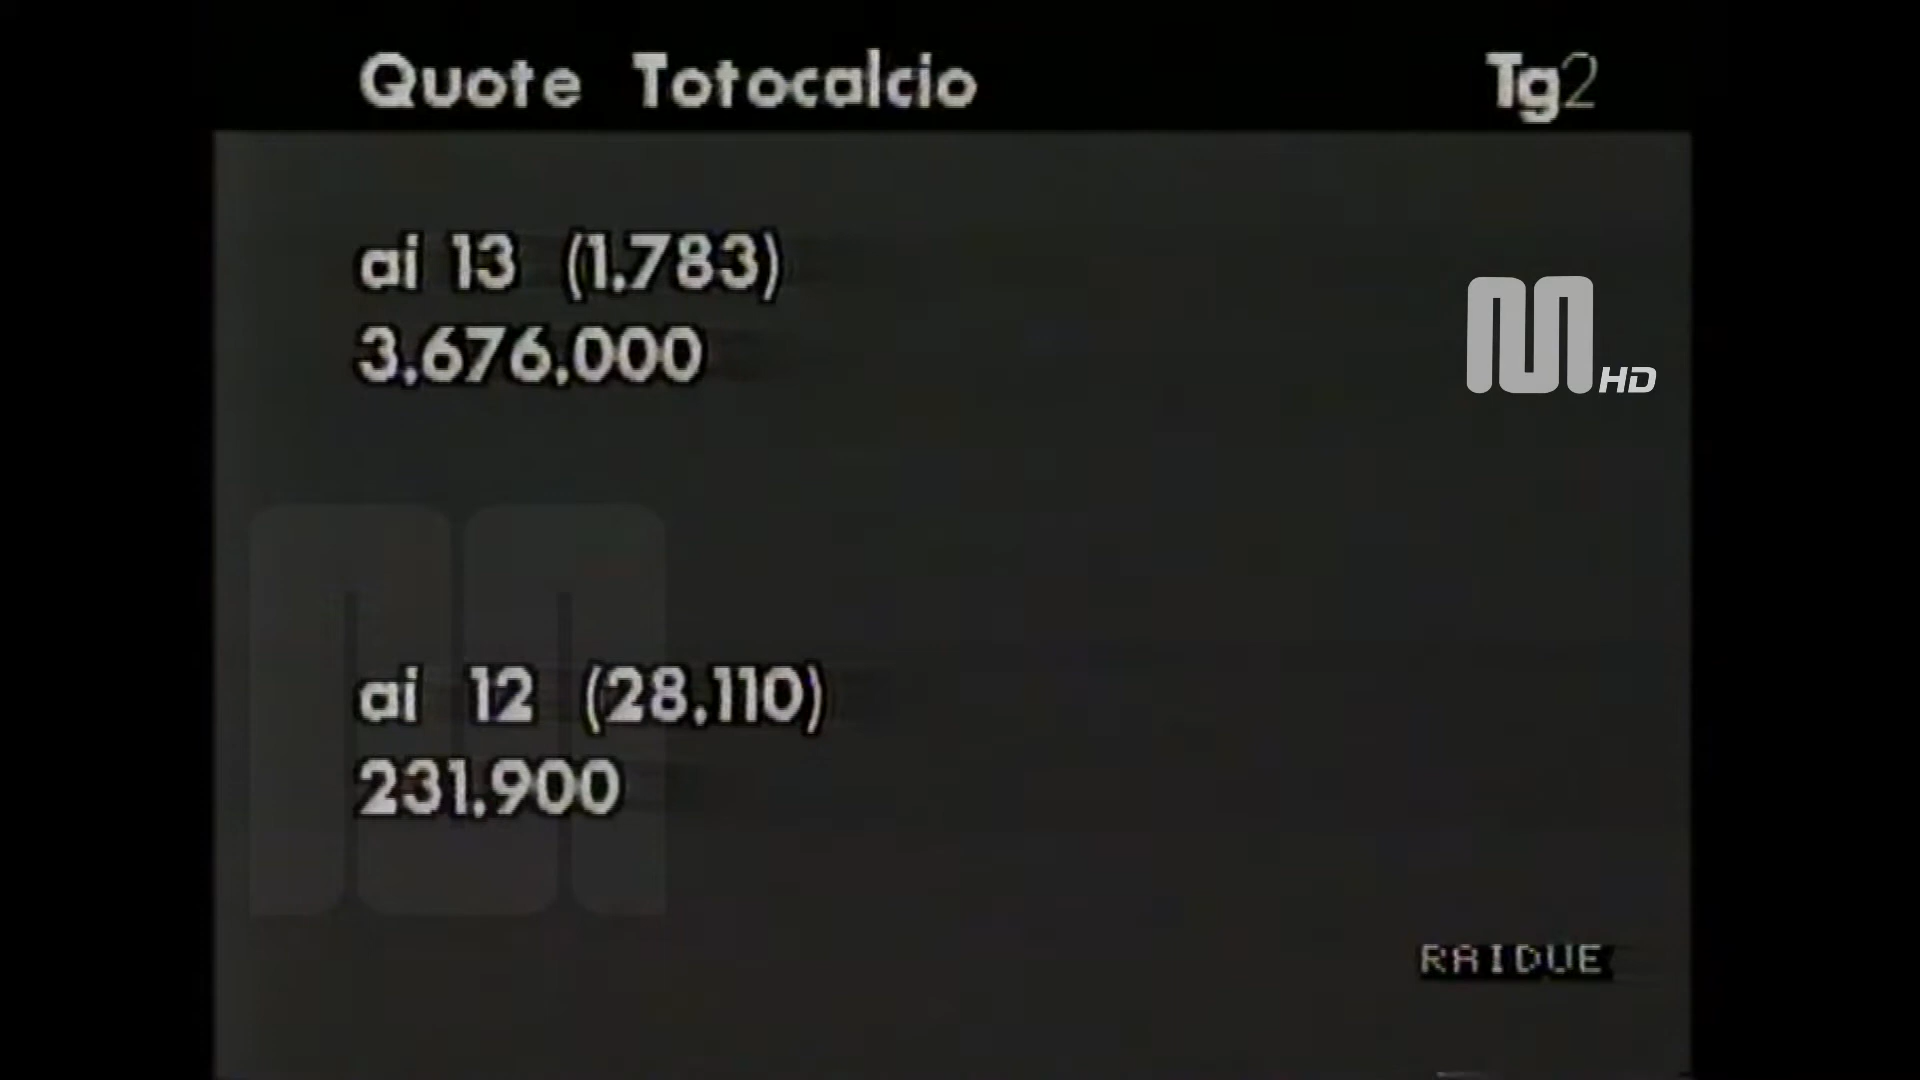 Quote Totocalcio Tg2
ai 13 (1.783)
3.676.000
HD
ai 12 (28.110)
231.900
RAIDUE